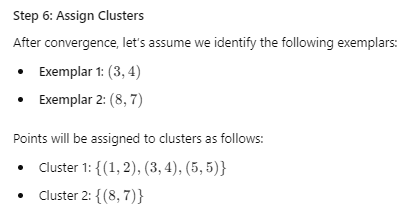 Step 6: Assign Clusters
After convergence, let's assume we identify the following exemplars:
• Exemplar 1: (3, 4)
• Exemplar 2: (8, 7)
Points will be assigned to clusters as follows:
• Cluster 1: {(1, 2), (3, 4), (5, 5)}
• Cluster 2: {(8, 7)}